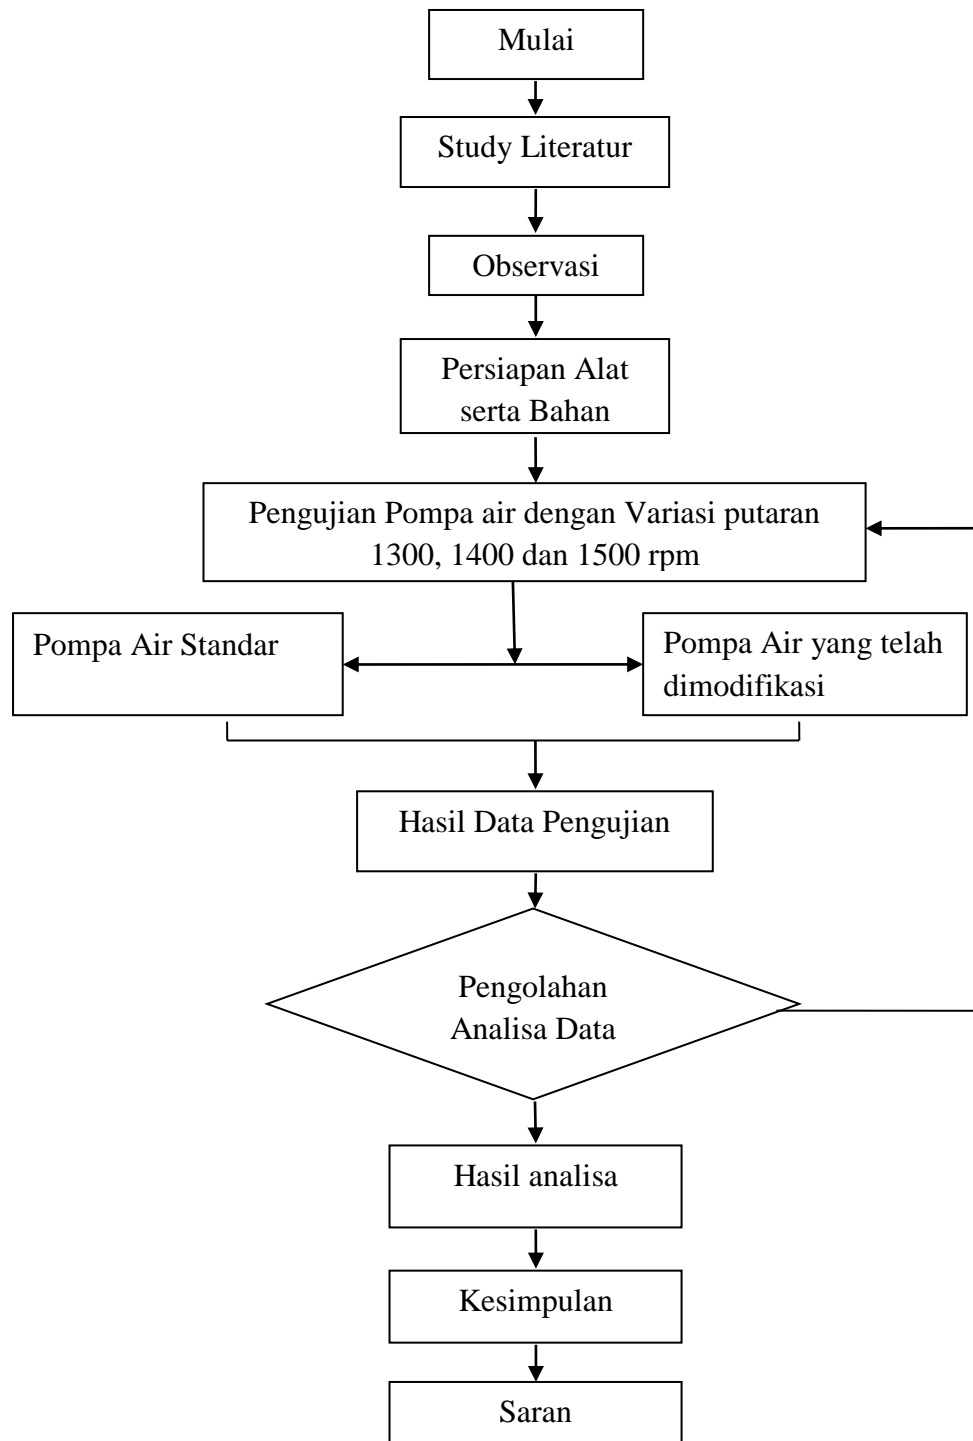 Mulai
Study Literatur
Observasi
Persiapan Alat
serta Bahan
Pengujian Pompa air dengan Variasi putaran
1300, 1400 dan 1500 rpm
Pompa Air Standar
Pompa Air yang telah
dimodifikasi
Hasil Data Pengujian
Pengolahan
Analisa Data
Hasil analisa
Kesimpulan
Saran